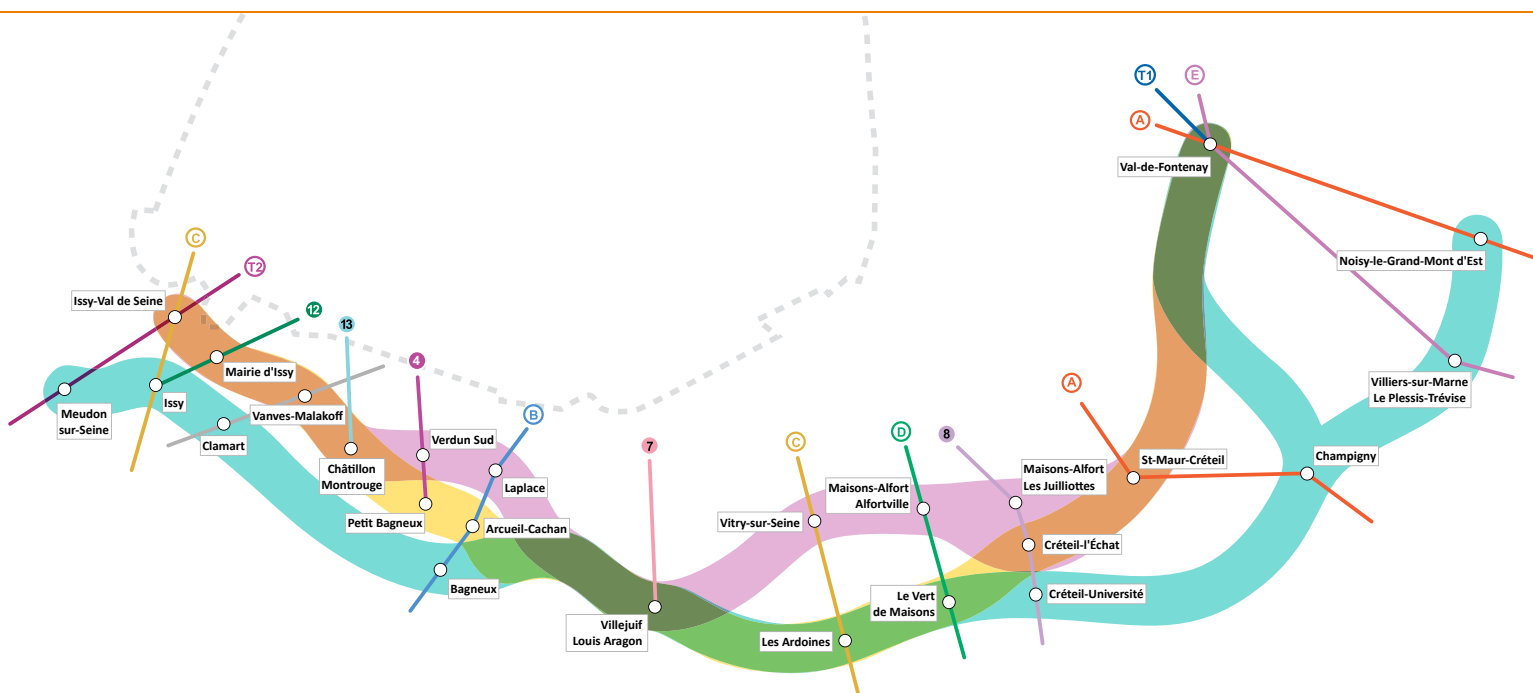 T1
E
A
Val-de-Fontenay
C
T2
Noisy-le-Grand-Mont d'Est
Issy-Val de Seine
12
13
4
Mairie d'Issy
A
Villiers-sur-Marne
Le Plessis-Trévise
Meudon
sur-Seine
Issy
Vanves-Malakoff
B
Clamart
Verdun Sud
7
C
D
8
Châtillon
Montrouge
Laplace
St-Maur-Créteil
Champigny
Maisons-Alfort
Les Juilliottes
Maisons-Alfort
Alfortville
Petit Bagneux
Arcueil-Cachan
Vitry-sur-Seine
Créteil-l'Échat
Bagneux
Le Vert
de Maisons
Créteil-Université
Villejuif
Louis Aragon
Les Ardoines